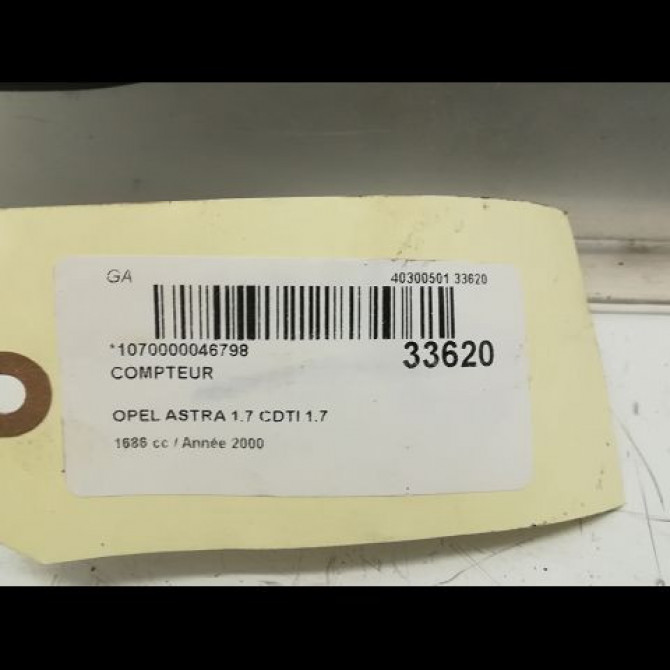 GA 40300501 33620
*1070000046798 33620
COMPTEUR
OPEL ASTRA 1.7 CDTI 1.7
1686 cc / Année 2000